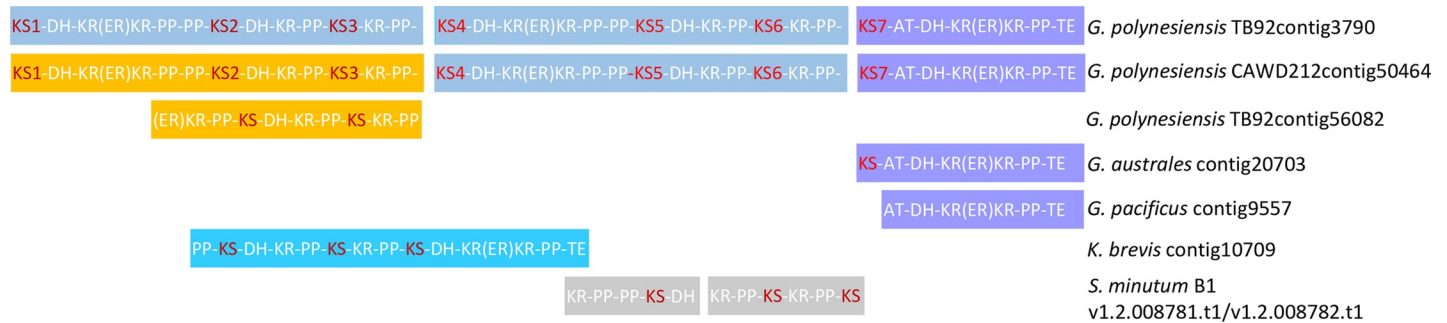 KS1-DH-KR(ER)KR-PP-PP-KS2-DH-KR-PP-KS3-KR-PP- KS4-DH-KR(ER)KR-PP-PP-KS5-DH-KR-PP-KS6-KR-PP- KS7-AT-DH-KR(ER)KR-PP-TE G. polynesiensis TB92contig3790
KS1-DH-KR(ER)KR-PP-PP-KS2-DH-KR-PP-KS3-KR-PP- KS4-DH-KR(ER)KR-PP-PP-KS5-DH-KR-PP-KS6-KR-PP- KS7-AT-DH-KR(ER)KR-PP-TE G. polynesiensis CAWD212contig50464
(ER)KR-PP-KS-DH-KR-PP-KS-KR-PP G. polynesiensis TB92contig56082
KS-AT-DH-KR(ER)KR-PP-TE G. australes contig20703
AT-DH-KR(ER)KR-PP-TE G. pacificus contig9557
PP-KS-DH-KR-PP-KS-KR-PP-KS-DH-KR(ER)KR-PP-TE K. brevis contig10709
KR-PP-PP-KS-DH KR-PP-KS-KR-PP-KS S. minutum B1
v1.2.008781.t1/v1.2.008782.t1